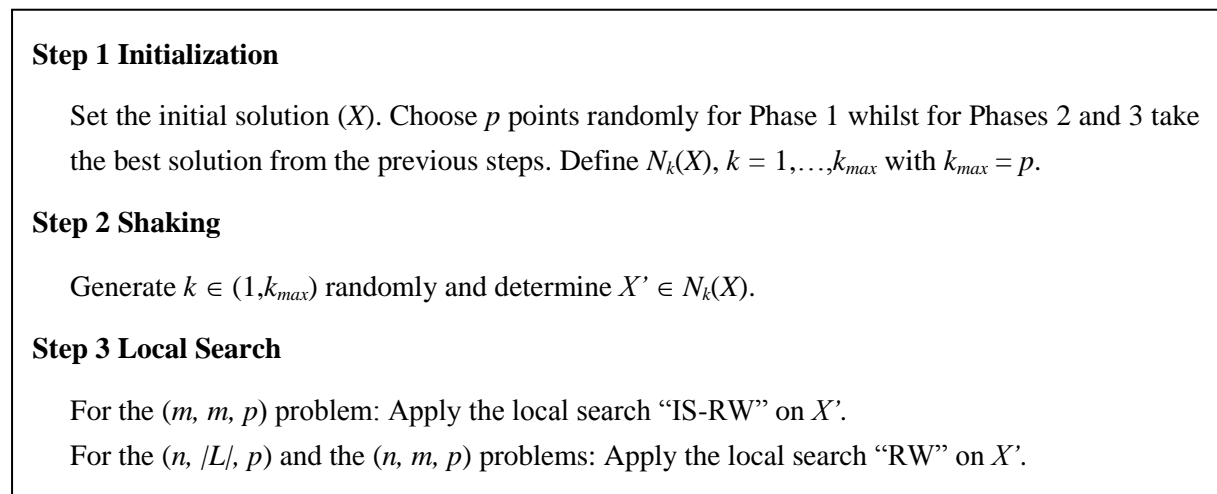 Step 1 Initialization
Set the initial solution (X). Choose p points randomly for Phase 1 whilst for Phases 2 and 3 take
the best solution from the previous steps. Define Nk(X), k = 1,…,kmax with kmax = p.
Step 2 Shaking
Generate k ∈ (1,kmax) randomly and determine X’ ∈ Nk(X).
Step 3 Local Search
For the (m, m, p) problem: Apply the local search “IS-RW” on X’.
For the (n, |L|, p) and the (n, m, p) problems: Apply the local search “RW” on X’.